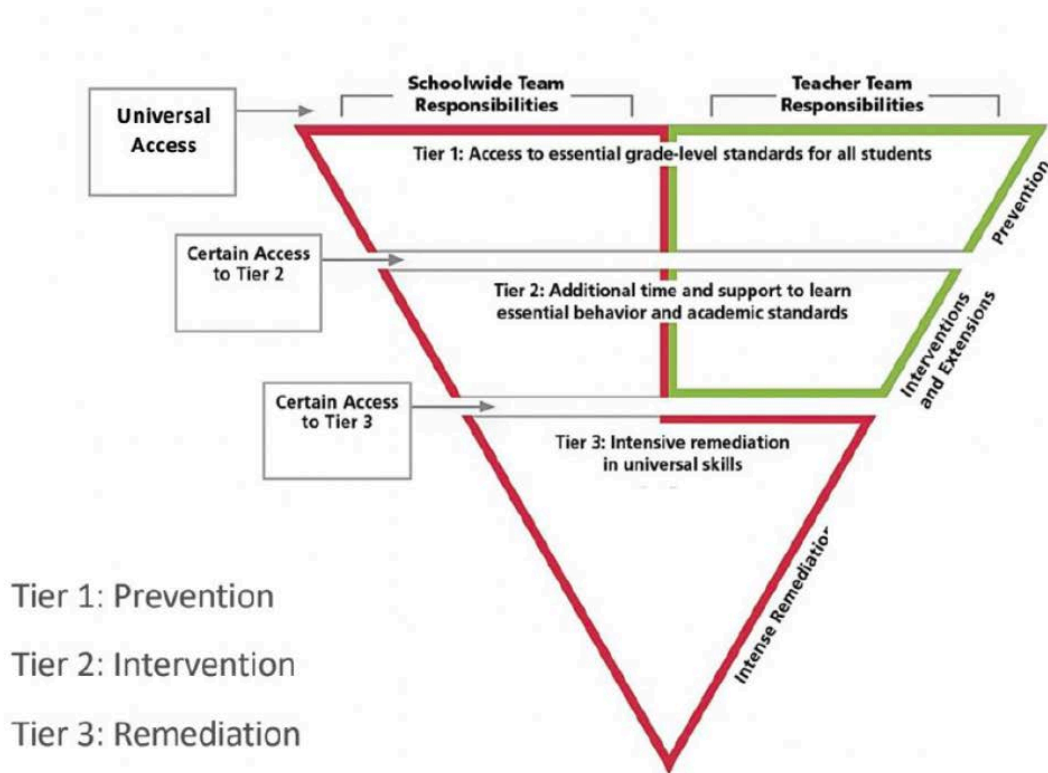 Schoolwide Team
Responsibilities
Teacher Team
Responsibilities
Universal
Access
Tier 1: Access to essential grade-level standards for all students
Prevention
Certain Access
to Tier 2
Tier 2: Additional time and support to learn
essential behavior and academic standards
Interventions
and Extensions
Certain Access
to Tier 3
Tier 3: Intensive remediation
in universal skills
Intense Remediation
Tier 1: Prevention
Tier 2: Intervention
Tier 3: Remediation